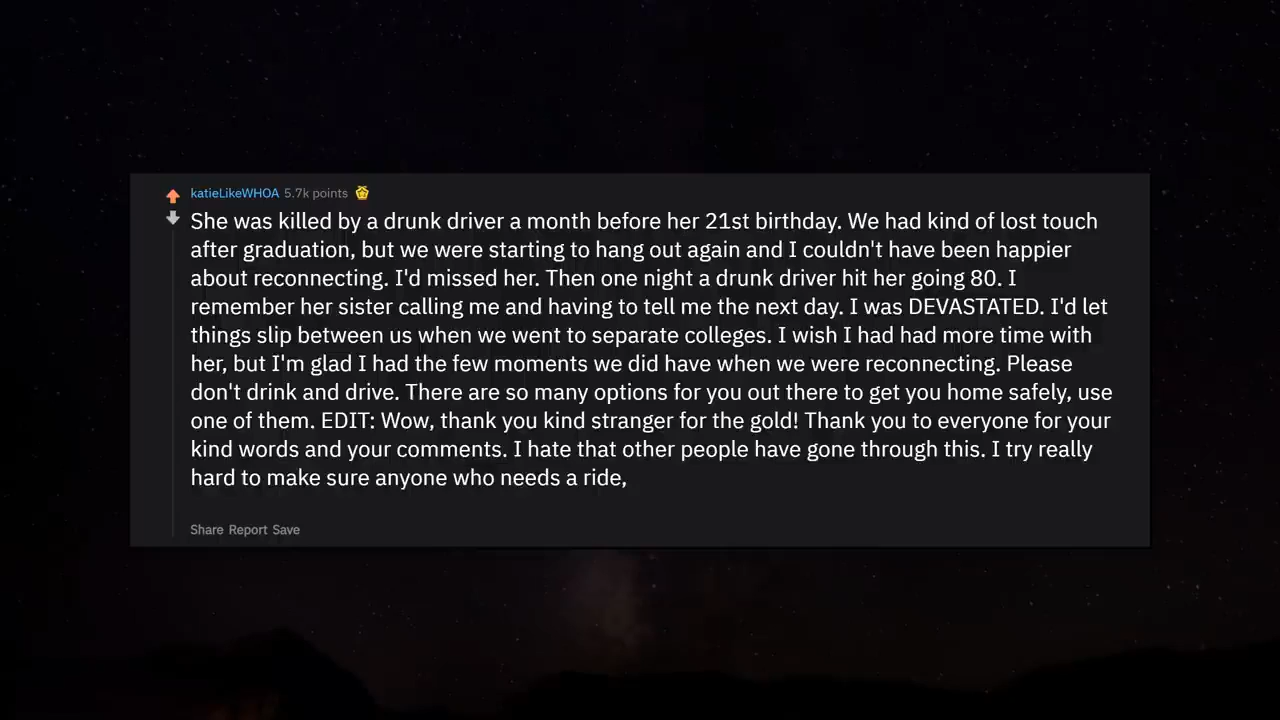 katieLikeWHOA 5.7k points
She was killed by a drunk driver a month before her 21st birthday. We had kind of lost touch
after graduation, but we were starting to hang out again and I couldn't have been happier
about reconnecting. I'd missed her. Then one night a drunk driver hit her going 80. I
remember her sister calling me and having to tell me the next day. I was DEVASTATED. I'd let
things slip between us when we went to separate colleges. I wish I had had more time with
her, but I'm glad I had the few moments we did have when we were reconnecting. Please
don't drink and drive. There are so many options for you out there to get you home safely, use
one of them. EDIT: Wow, thank you kind stranger for the gold! Thank you to everyone for your
kind words and your comments. I hate that other people have gone through this. I try really
hard to make sure anyone who needs a ride,
Share Report Save